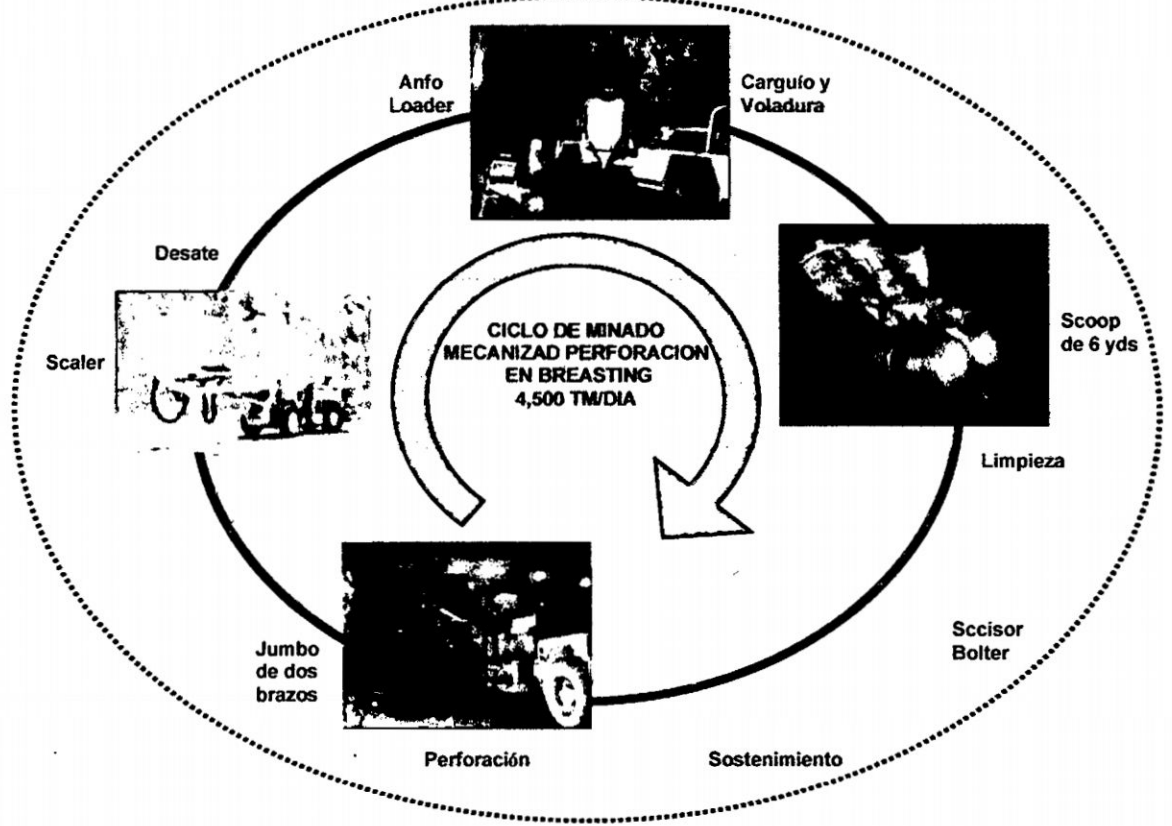 Anfo
Loader
Carguío y
Voladura
Desate
Scaler
CICLO DE MINADO
MECANIZAD PERFORACION
EN BREASTING
4,500 TM/DIA
Scoop
de 6 yds
Limpieza
Sccisor
Bolter
Jumbo
de dos
brazos
Perforación
Sostenimiento